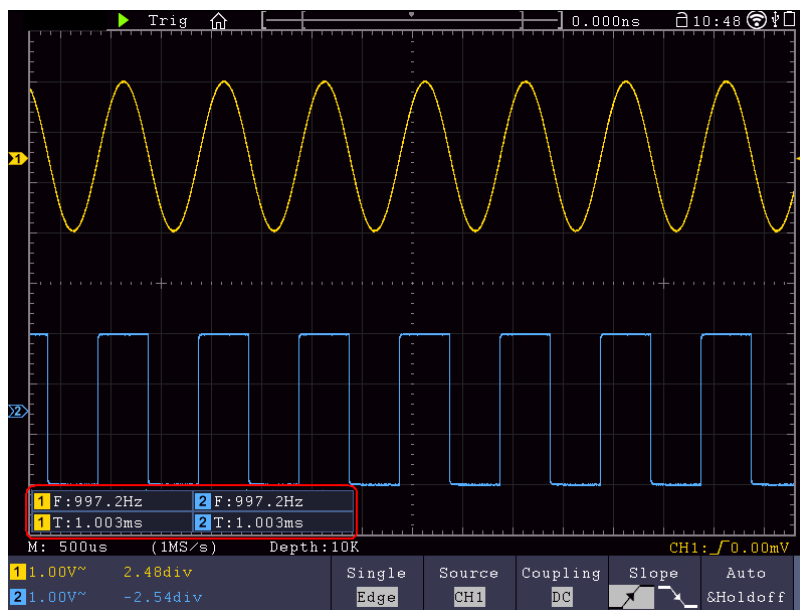 Trig 0.000ns 10:48
1
2
1 F:997.2Hz 2 F:997.2Hz
1 T:1.003ms 2 T:1.003ms
M: 500us (1MS/s) Depth:10K CH1: 0.00mV
1 1.00V~ 2.48div Single Source Coupling Slope Auto
2 1.00V~ -2.54div Edge CH1 DC &Holdoff